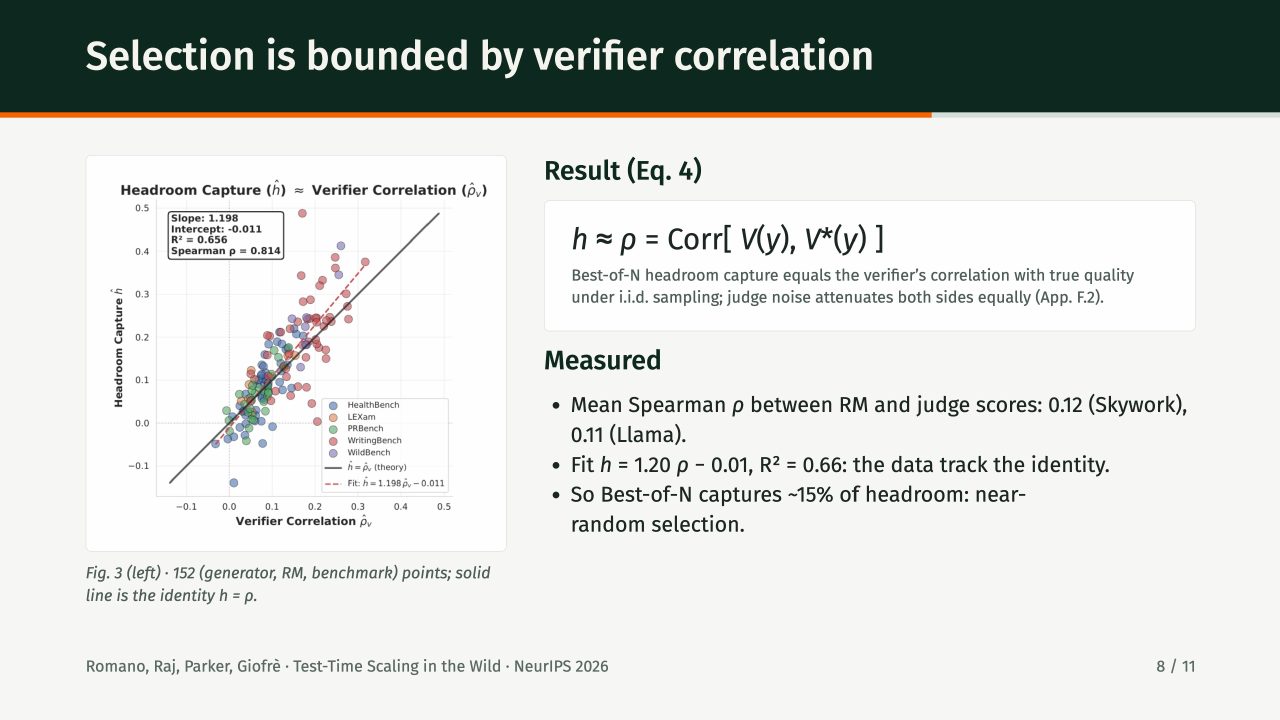 Selection is bounded by verifier correlation
Headroom Capture (ĥ) ≈ Verifier Correlation (ρ̂ᵥ)
Slope: 1.198
Intercept: -0.011
R² = 0.656
Spearman ρ = 0.814
0.5
0.4
0.3
0.2
0.1
0.0
−0.1
Headroom Capture ĥ
HealthBench
LEXam
PRBench
WritingBench
WildBench
ĥ = ρ̂ᵥ (theory)
Fit: ĥ = 1.198 ρ̂ᵥ − 0.011
−0.1 0.0 0.1 0.2 0.3 0.4 0.5
Verifier Correlation ρ̂ᵥ
Fig. 3 (left) · 152 (generator, RM, benchmark) points; solid
line is the identity h = ρ.
Result (Eq. 4)
h ≈ ρ = Corr[ V(y), V*(y) ]
Best-of-N headroom capture equals the verifier’s correlation with true quality
under i.i.d. sampling; judge noise attenuates both sides equally (App. F.2).
Measured
• Mean Spearman ρ between RM and judge scores: 0.12 (Skywork),
0.11 (Llama).
• Fit h = 1.20 ρ − 0.01, R² = 0.66: the data track the identity.
• So Best-of-N captures ~15% of headroom: near-
random selection.
Romano, Raj, Parker, Giofrè · Test-Time Scaling in the Wild · NeurIPS 2026
8 / 11